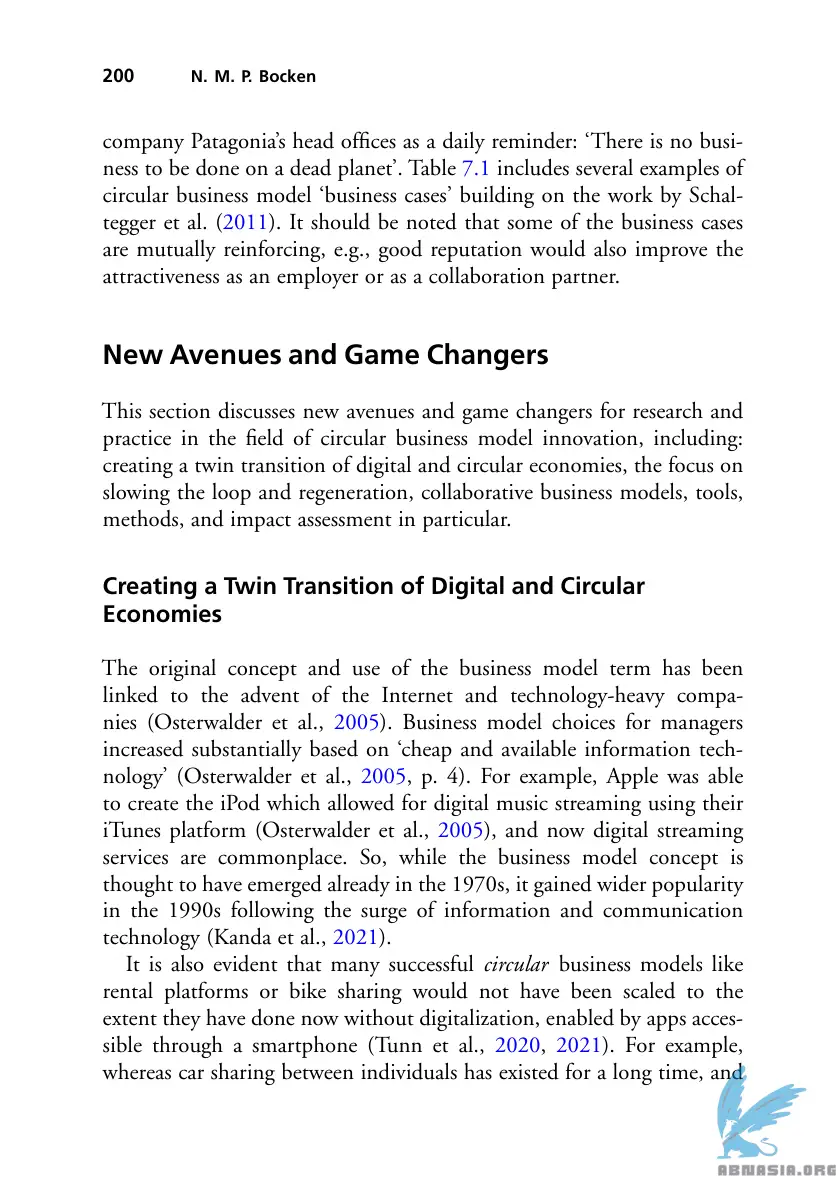 200 N. M. P. Bocken
company Patagonia’s head offices as a daily reminder: ‘There is no busi-
ness to be done on a dead planet’. Table 7.1 includes several examples of
circular business model ‘business cases’ building on the work by Schal-
tegger et al. (2011). It should be noted that some of the business cases
are mutually reinforcing, e.g., good reputation would also improve the
attractiveness as an employer or as a collaboration partner.
New Avenues and Game Changers
This section discusses new avenues and game changers for research and
practice in the field of circular business model innovation, including:
creating a twin transition of digital and circular economies, the focus on
slowing the loop and regeneration, collaborative business models, tools,
methods, and impact assessment in particular.
Creating a Twin Transition of Digital and Circular
Economies
The original concept and use of the business model term has been
linked to the advent of the Internet and technology-heavy compa-
nies (Osterwalder et al., 2005). Business model choices for managers
increased substantially based on ‘cheap and available information tech-
nology’ (Osterwalder et al., 2005, p. 4). For example, Apple was able
to create the iPod which allowed for digital music streaming using their
iTunes platform (Osterwalder et al., 2005), and now digital streaming
services are commonplace. So, while the business model concept is
thought to have emerged already in the 1970s, it gained wider popularity
in the 1990s following the surge of information and communication
technology (Kanda et al., 2021).
It is also evident that many successful circular business models like
rental platforms or bike sharing would not have been scaled to the
extent they have done now without digitalization, enabled by apps acces-
sible through a smartphone (Tunn et al., 2020, 2021). For example,
whereas car sharing between individuals has existed for a long time, and
ABNASIA.ORG